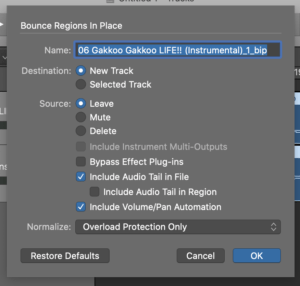 Bounce Regions In Place
Name: 06 Gakkoo Gakkoo LIFE!! (Instrumental)_1_bip
Destination: New Track
Selected Track
Source: Leave
Mute
Delete
Include Instrument Multi-Outputs
Bypass Effect Plug-ins
Include Audio Tail in File
Include Audio Tail in Region
Include Volume/Pan Automation
Normalize: Overload Protection Only
Restore Defaults Cancel OK